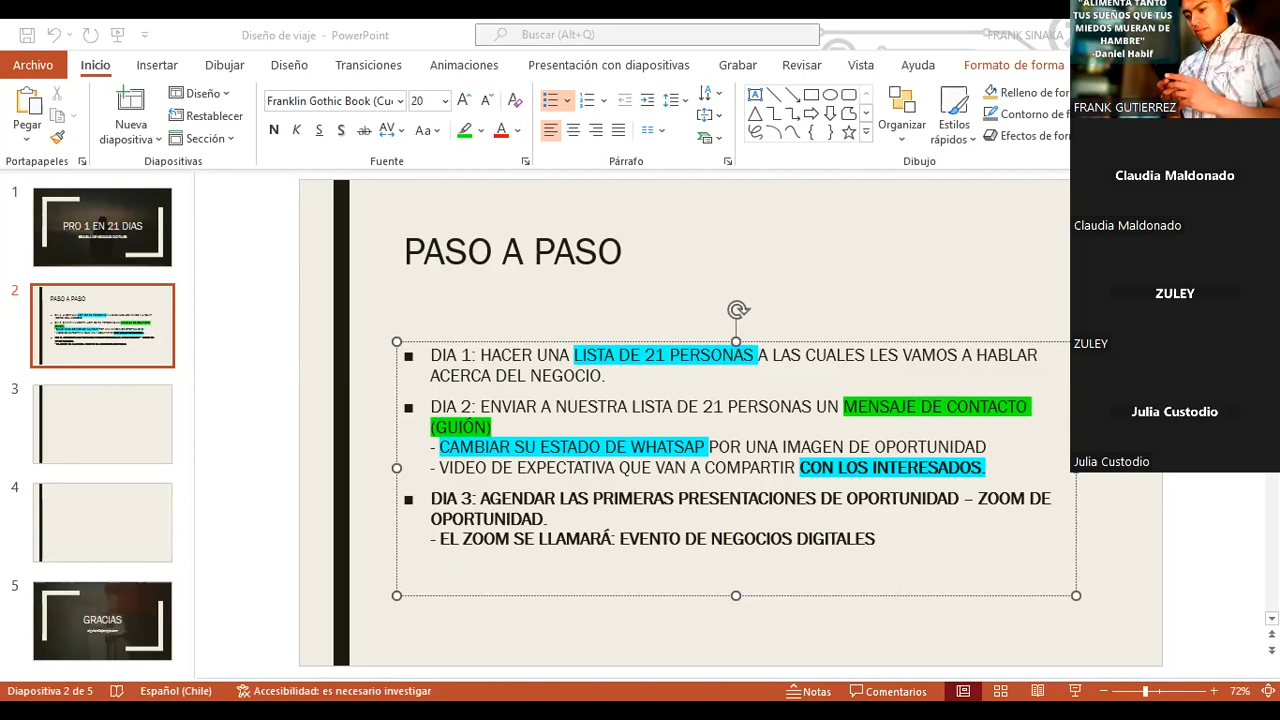 Diseño de viaje - PowerPoint
Buscar (Alt+Q)
FRANK SINAKA
"ALIMENTA TANTO
TUS SUEÑOS QUE TUS
MIEDOS MUERAN DE
HAMBRE"
-Daniel Habif
FRANK GUTIERREZ
Archivo
Inicio
Insertar
Dibujar
Diseño
Transiciones
Animaciones
Presentación con diapositivas
Grabar
Revisar
Vista
Ayuda
Formato de forma
Pegar
Nueva
diapositiva
Diseño
Restablecer
Sección
Franklin Gothic Book (Cu
20
N K S S ab AV Aa A
Organizar
Estilos
rápidos
Relleno de for
Contorno de f
Efectos de for
Portapapeles
Diapositivas
Fuente
Párrafo
Dibujo
Claudia Maldonado
Claudia Maldonado
ZULEY
ZULEY
Julia Custodio
Julia Custodio
1
PRO 1 EN 21 DIAS
2
PASO A PASO
3
4
5
GRACIAS
PASO A PASO
DIA 1: HACER UNA LISTA DE 21 PERSONAS A LAS CUALES LES VAMOS A HABLAR
ACERCA DEL NEGOCIO.
DIA 2: ENVIAR A NUESTRA LISTA DE 21 PERSONAS UN MENSAJE DE CONTACTO
(GUIÓN)
- CAMBIAR SU ESTADO DE WHATSAP POR UNA IMAGEN DE OPORTUNIDAD
- VIDEO DE EXPECTATIVA QUE VAN A COMPARTIR CON LOS INTERESADOS.
DIA 3: AGENDAR LAS PRIMERAS PRESENTACIONES DE OPORTUNIDAD – ZOOM DE
OPORTUNIDAD.
- EL ZOOM SE LLAMARÁ: EVENTO DE NEGOCIOS DIGITALES
Diapositiva 2 de 5
Español (Chile)
Accesibilidad: es necesario investigar
Notas
Comentarios
72%